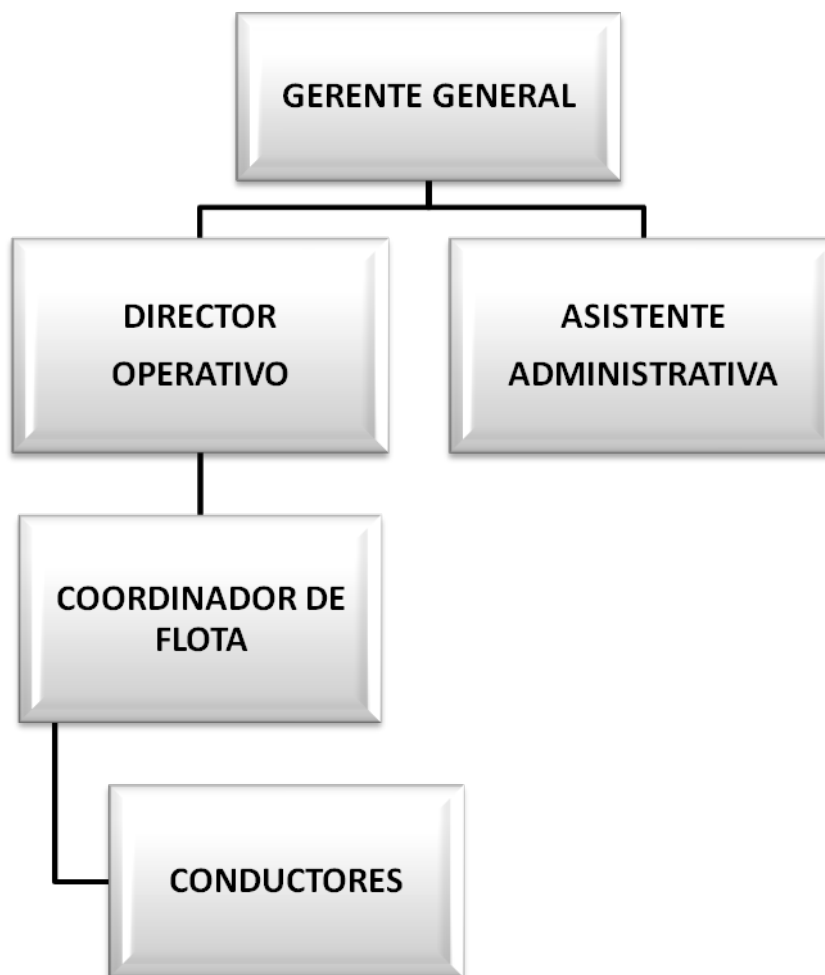 GERENTE GENERAL
DIRECTOR
OPERATIVO
ASISTENTE
ADMINISTRATIVA
COORDINADOR DE
FLOTA
CONDUCTORES